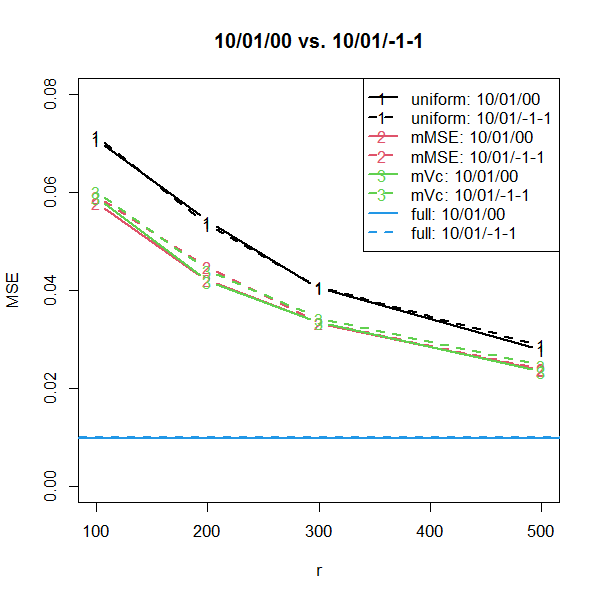 10/01/00 vs. 10/01/-1-1
uniform: 10/01/00
uniform: 10/01/-1-1
mMSE: 10/01/00
mMSE: 10/01/-1-1
mVc: 10/01/00
mVc: 10/01/-1-1
full: 10/01/00
full: 10/01/-1-1
MSE
0.08
0.06
0.04
0.02
0.00
100 200 300 400 500
r